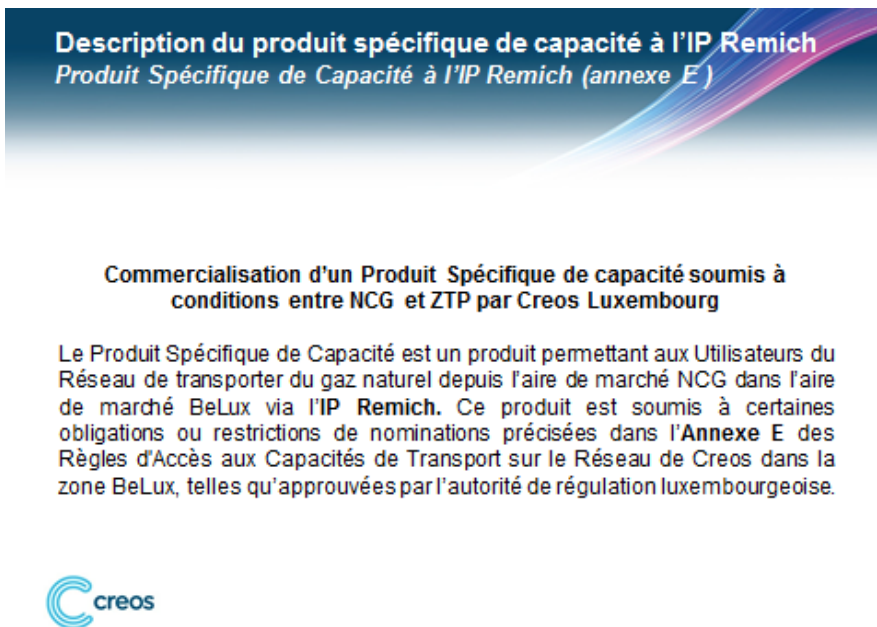 Description du produit spécifique de capacité à l'IP Remich
Produit Spécifique de Capacité à l'IP Remich (annexe E )
Commercialisation d'un Produit Spécifique de capacité soumis à
conditions entre NCG et ZTP par Creos Luxembourg
Le Produit Spécifique de Capacité est un produit permettant aux Utilisateurs du
Réseau de transporter du gaz naturel depuis l'aire de marché NCG dans l'aire
de marché BeLux via l'IP Remich. Ce produit est soumis à certaines
obligations ou restrictions de nominations précisées dans l'Annexe E des
Règles d'Accès aux Capacités de Transport sur le Réseau de Creos dans la
zone BeLux, telles qu'approuvées par l'autorité de régulation luxembourgeoise.
creos